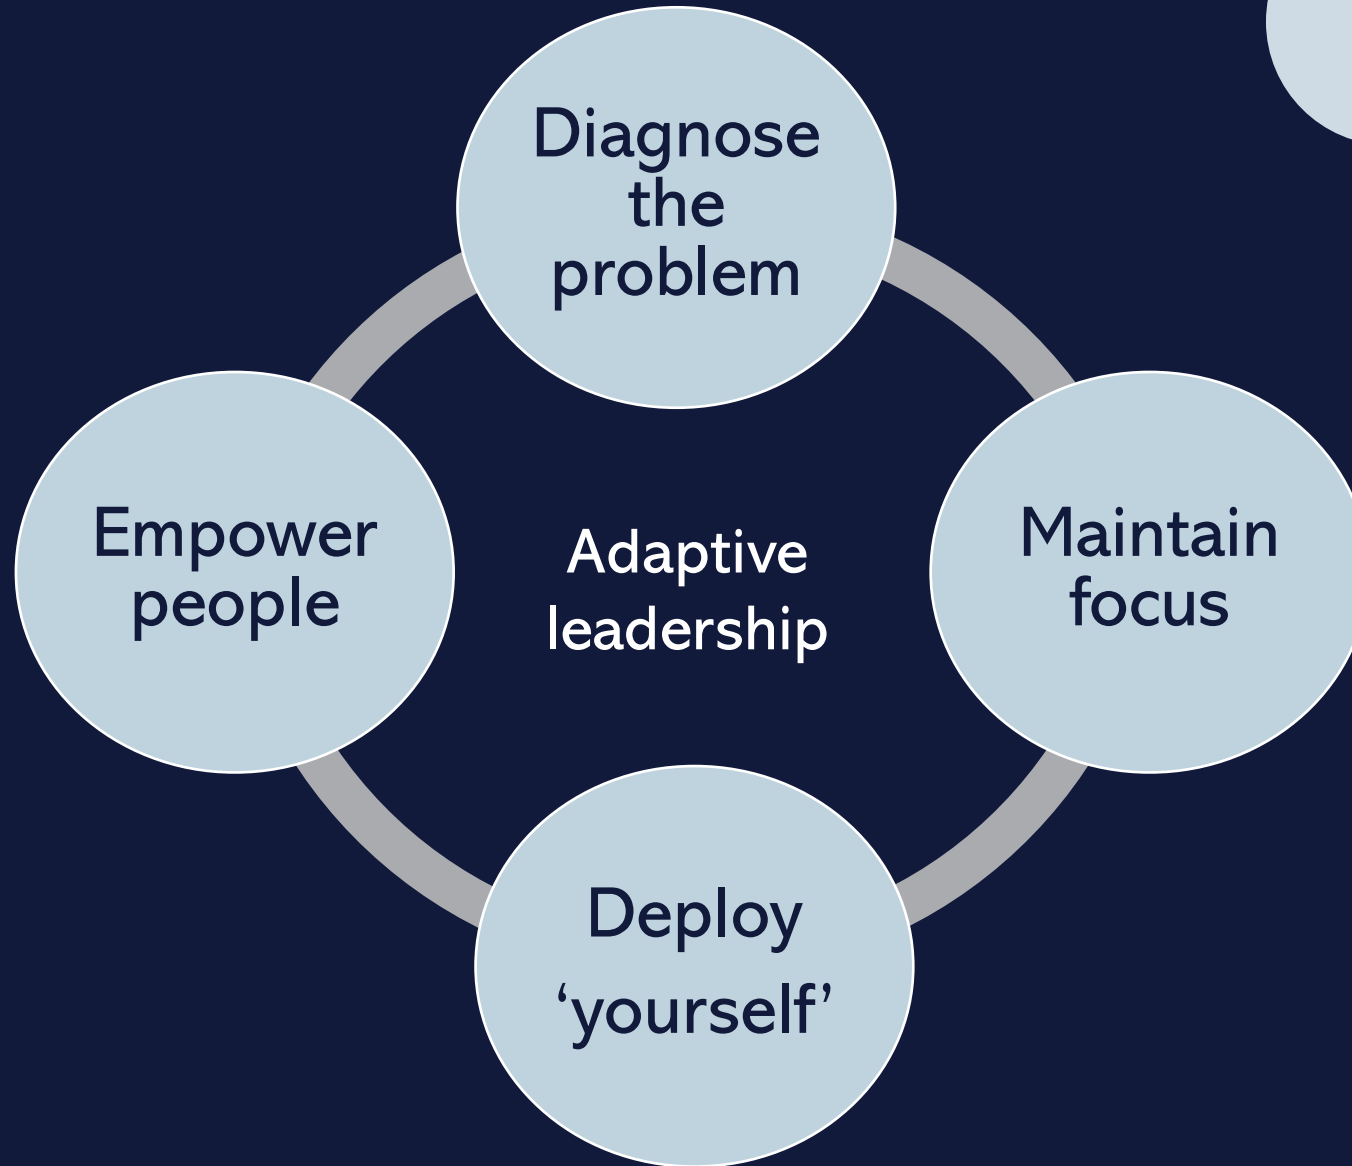 Diagnose
the
problem
Empower
people
Adaptive
leadership
Maintain
focus
Deploy
‘yourself’